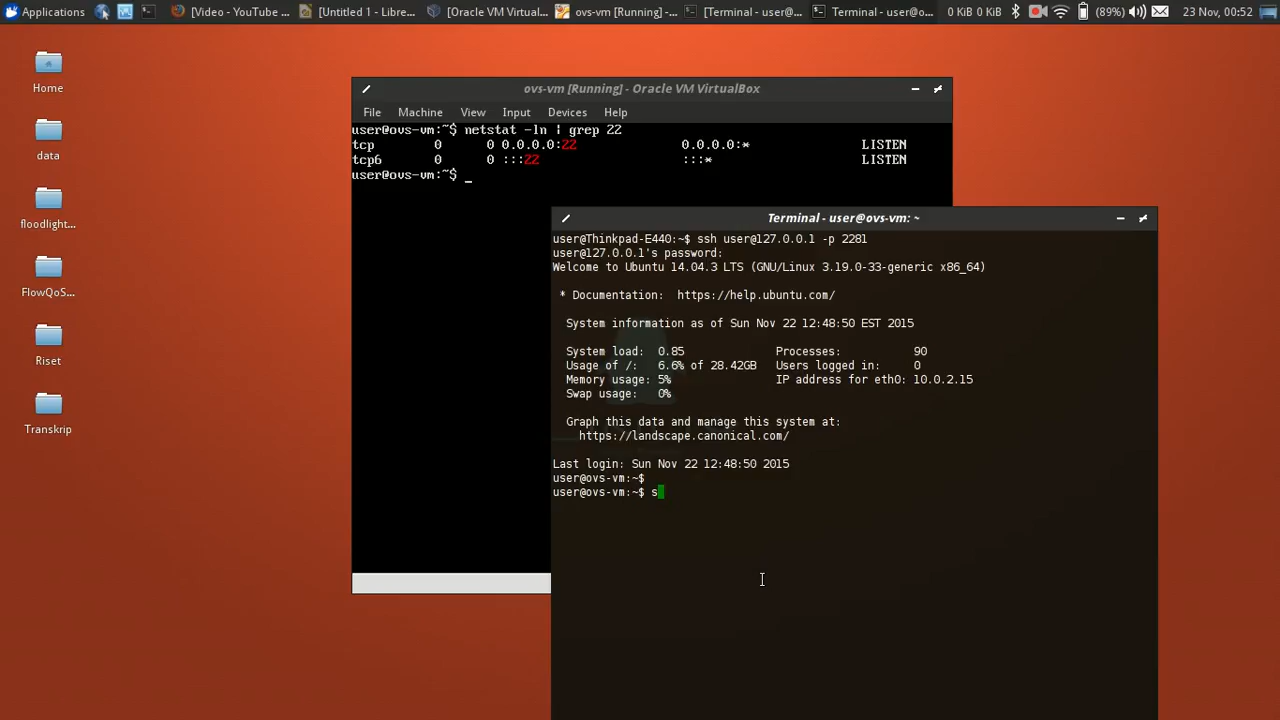 Applications [Video - YouTube ... [Untitled 1 - Libre... [Oracle VM Virtual... ovs-vm [Running] -... [Terminal - user@... Terminal - user@o... 0 KiB 0 KiB (89%) 23 Nov, 00:52
Home
data
floodlight...
FlowQoS...
Riset
Transkrip
ovs-vm [Running] - Oracle VM VirtualBox
File Machine View Input Devices Help
user@ovs-vm:~$ netstat -ln | grep 22
tcp 0 0 0.0.0.0:22 0.0.0.0:* LISTEN
tcp6 0 0 :::22 :::* LISTEN
user@ovs-vm:~$ _
Terminal - user@ovs-vm: ~
user@Thinkpad-E440:~$ ssh user@127.0.0.1 -p 2281
user@127.0.0.1's password:
Welcome to Ubuntu 14.04.3 LTS (GNU/Linux 3.19.0-33-generic x86_64)
* Documentation: https://help.ubuntu.com/
System information as of Sun Nov 22 12:48:50 EST 2015
System load: 0.85 Processes: 90
Usage of /: 6.6% of 28.42GB Users logged in: 0
Memory usage: 5% IP address for eth0: 10.0.2.15
Swap usage: 0%
Graph this data and manage this system at:
https://landscape.canonical.com/
Last login: Sun Nov 22 12:48:50 2015
user@ovs-vm:~$
user@ovs-vm:~$ s